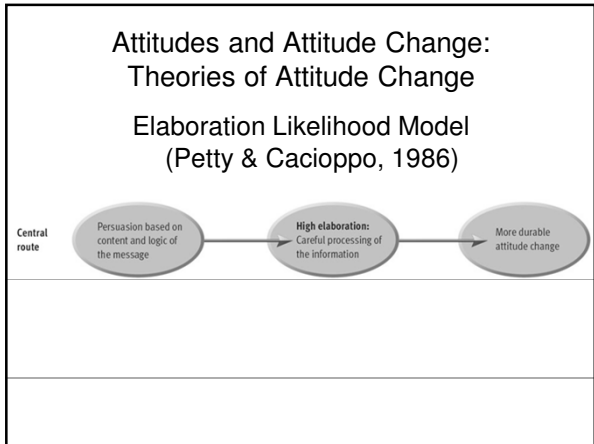 Attitudes and Attitude Change:
Theories of Attitude Change
Elaboration Likelihood Model
(Petty & Cacioppo, 1986)
Central
route
Persuasion based on
content and logic of
the message
High elaboration:
Careful processing of
the information
More durable
attitude change